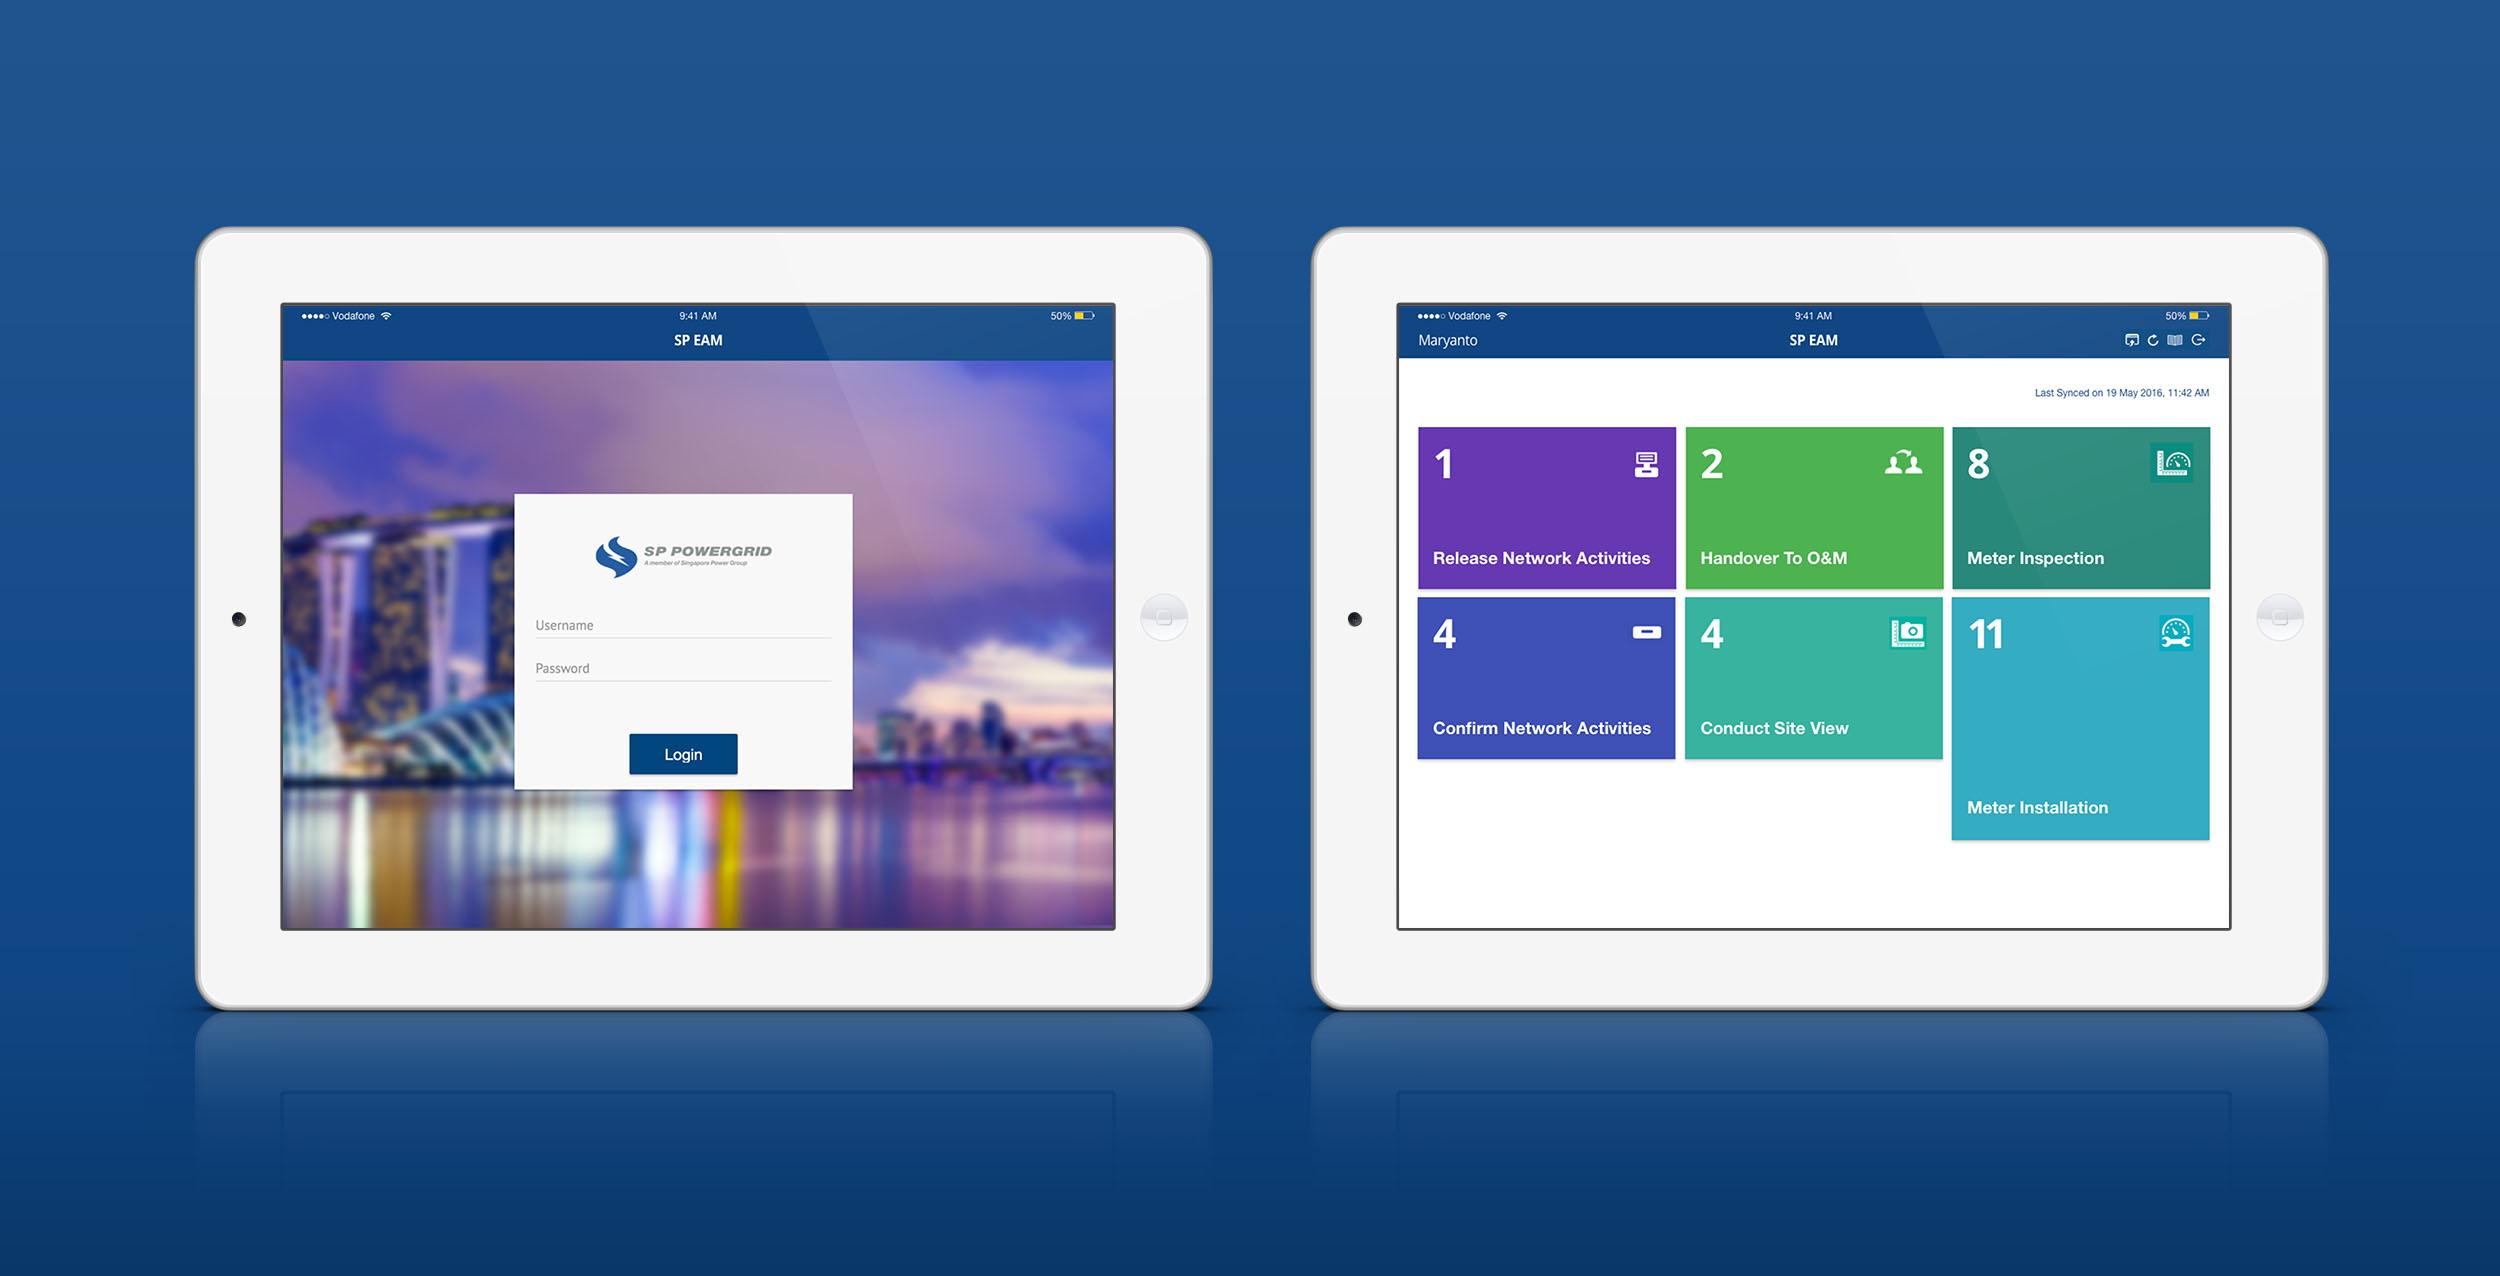 Vodafone 9:41 AM 50%
SP EAM
SP POWERGRID
A member of Singapore Power Group
Username
Password
Login
Vodafone 9:41 AM 50%
Maryanto SP EAM
Last Synced on 19 May 2016, 11:42 AM
1
Release Network Activities
2
Handover To O&M
8
Meter Inspection
4
Confirm Network Activities
4
Conduct Site View
11
Meter Installation